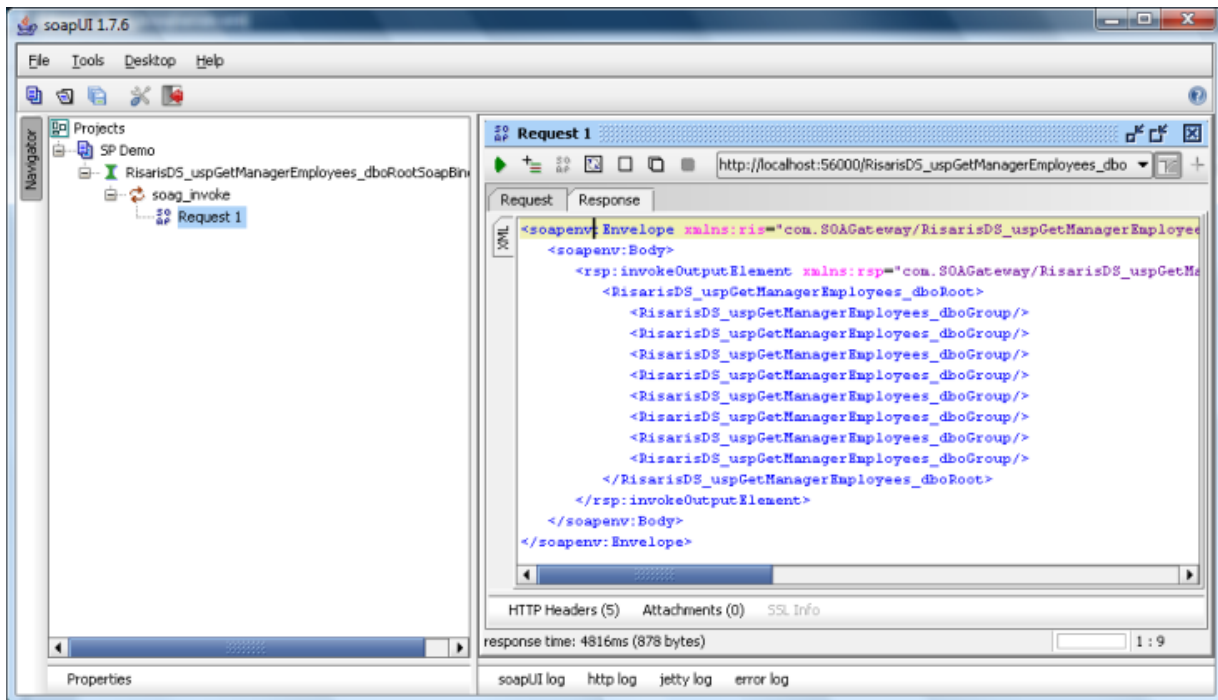 soapUI 1.7.6
File Tools Desktop Help
Navigator
Projects
SP Demo
RisarisDS_uspGetManagerEmployees_dboRootSoapBin
soag_invoke
Request 1
Properties
Request 1
http://localhost:56000/RisarisDS_uspGetManagerEmployees_dbo
Request Response
XML
<soapenv:Envelope xmlns:ris="com.SOAGateway/RisarisDS_uspGetManagerEmployee
<soapenv:Body>
<rsp:invokeOutputElement xmlns:rsp="com.SOAGateway/RisarisDS_uspGetMa
<RisarisDS_uspGetManagerEmployees_dboRoot>
<RisarisDS_uspGetManagerEmployees_dboGroup/>
<RisarisDS_uspGetManagerEmployees_dboGroup/>
<RisarisDS_uspGetManagerEmployees_dboGroup/>
<RisarisDS_uspGetManagerEmployees_dboGroup/>
<RisarisDS_uspGetManagerEmployees_dboGroup/>
<RisarisDS_uspGetManagerEmployees_dboGroup/>
<RisarisDS_uspGetManagerEmployees_dboGroup/>
<RisarisDS_uspGetManagerEmployees_dboGroup/>
</RisarisDS_uspGetManagerEmployees_dboRoot>
</rsp:invokeOutputElement>
</soapenv:Body>
</soapenv:Envelope>
HTTP Headers (5) Attachments (0) SSL Info
response time: 4816ms (878 bytes) 1 : 9
soapUI log http log jetty log error log